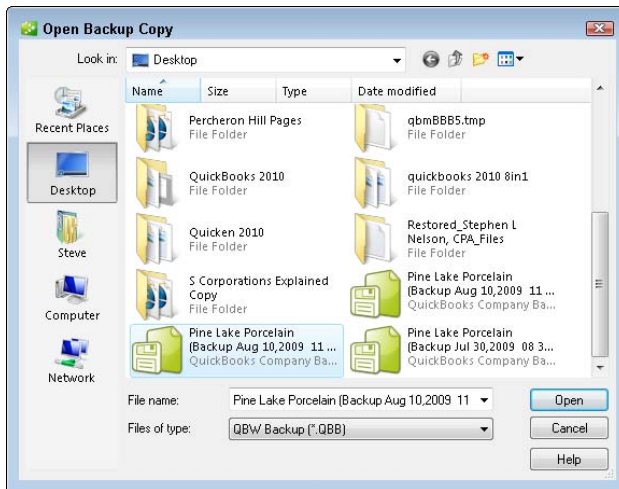 Open Backup Copy
Look in:
Desktop
Name
Size
Type
Date modified
Recent Places
Desktop
Steve
Computer
Network
Percheron Hill Pages
File Folder
qbmBBB5.tmp
File Folder
QuickBooks 2010
File Folder
quickbooks 2010 8in1
File Folder
Quicken 2010
File Folder
Restored_Stephen L
Nelson, CPA_Files
File Folder
S Corporations Explained
Copy
File Folder
Pine Lake Porcelain
(Backup Aug 10,2009 11 ...
QuickBooks Company Ba...
Pine Lake Porcelain
(Backup Aug 10,2009 11 ...
QuickBooks Company Ba...
Pine Lake Porcelain
(Backup Jul 30,2009 08 3...
QuickBooks Company Ba...
File name:
Pine Lake Porcelain (Backup Aug 10,2009 11
Open
Files of type:
QBW Backup (*.QBB)
Cancel
Help